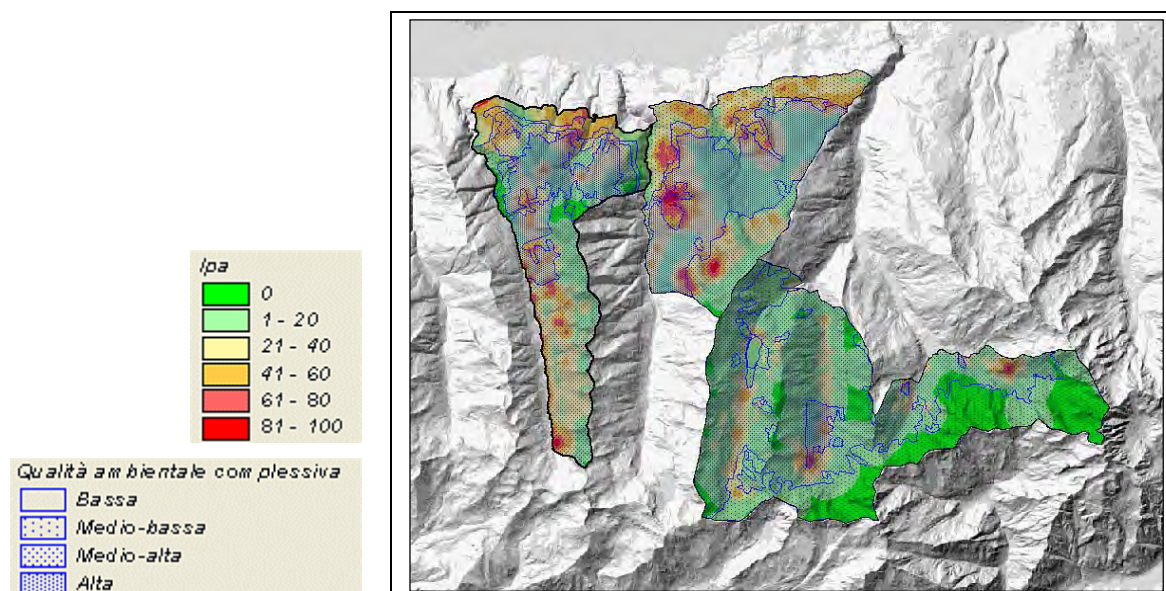 Ipa
0
1 - 20
21 - 40
41 - 60
61 - 80
81 - 100
Qualità ambientale complessiva
Bassa
Medio-bassa
Medio-alta
Alta